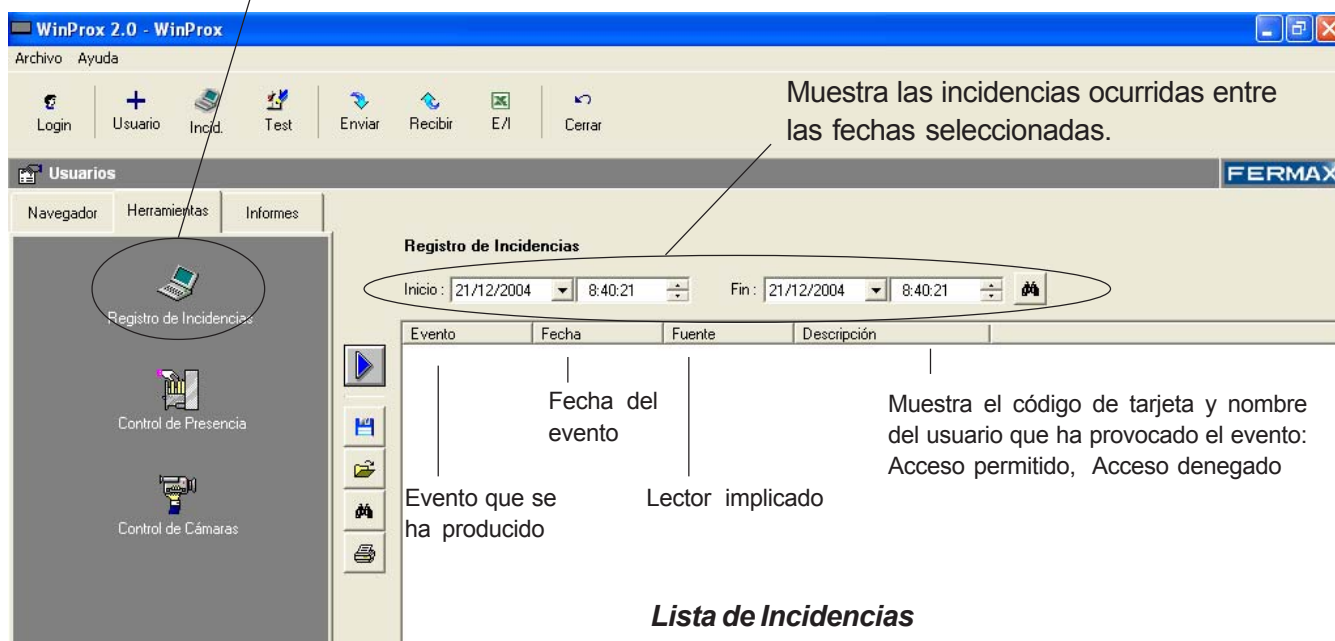 WinProx 2.0 - WinProx
Archivo Ayuda
Login Usuario Incid. Test Enviar Recibir E/I Cerrar
Muestra las incidencias ocurridas entre
las fechas seleccionadas.
Usuarios
FERMAX
Navegador Herramientas Informes
Registro de Incidencias
Control de Presencia
Control de Cámaras
Registro de Incidencias
Inicio : 21/12/2004 8:40:21 Fin : 21/12/2004 8:40:21
Evento Fecha Fuente Descripción
Fecha del
evento
Muestra el código de tarjeta y nombre
del usuario que ha provocado el evento:
Acceso permitido, Acceso denegado
Evento que se
ha producido
Lector implicado
Lista de Incidencias